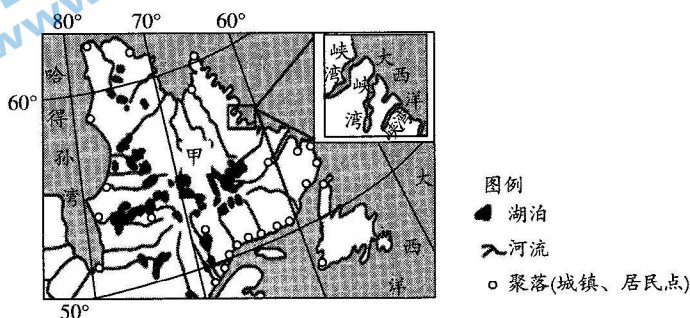 80° 70° 60°
60°
50°
哈得孙湾
甲
大西洋
峡湾
峡湾
大西洋
图例
湖泊
河流
聚落(城镇、居民点)